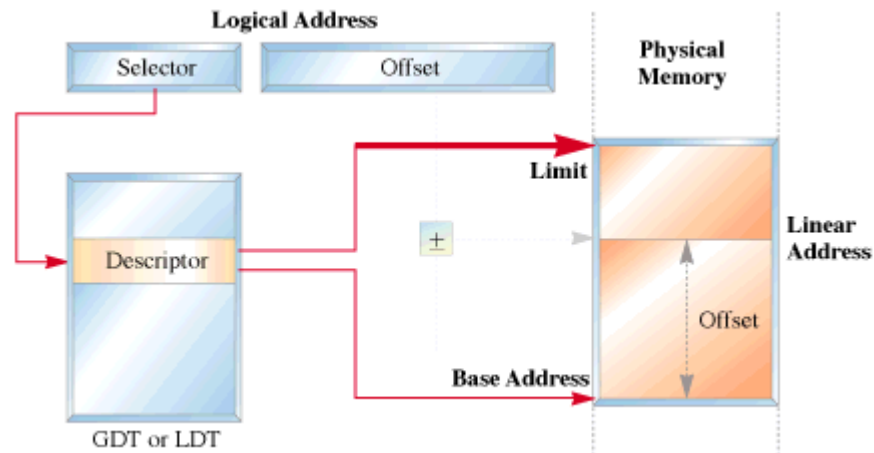 Logical Address
Selector
Offset
Physical
Memory
Limit
Linear
Address
±
Descriptor
Offset
Base Address
GDT or LDT